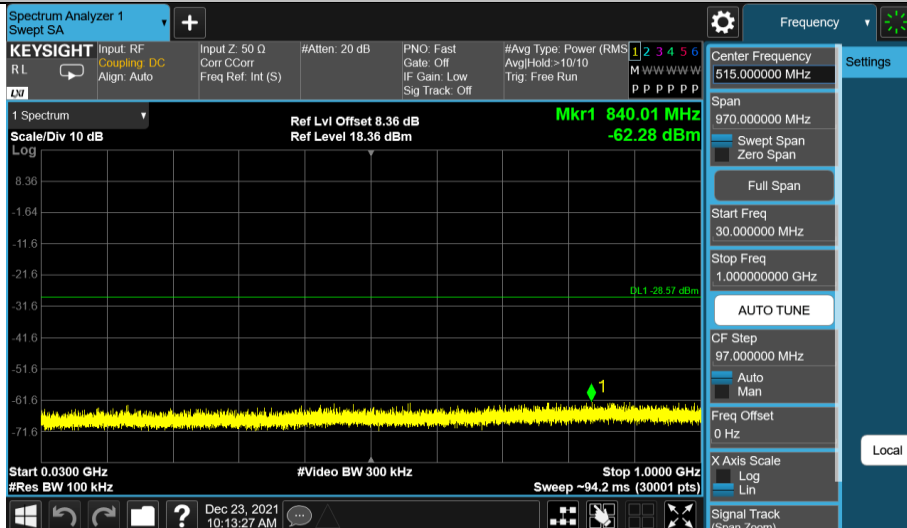 Spectrum Analyzer 1
Swept SA
Frequency
KEYSIGHT
R L
LXI
Input: RF
Coupling: DC
Align: Auto
Input Z: 50 Ω
Corr CCorr
Freq Ref: Int (S)
#Atten: 20 dB
PNO: Fast
Gate: Off
IF Gain: Low
Sig Track: Off
#Avg Type: Power (RMS
Avg|Hold:>10/10
Trig: Free Run
1 2 3 4 5 6
M W W W W W
P P P P P P
Center Frequency
515.000000 MHz
Settings
Span
970.000000 MHz
Swept Span
Zero Span
Full Span
Start Freq
30.000000 MHz
Stop Freq
1.000000000 GHz
AUTO TUNE
CF Step
97.000000 MHz
Auto
Man
Freq Offset
0 Hz
X Axis Scale
Log
Lin
Local
Signal Track
(Span Zoom)
1 Spectrum
Scale/Div 10 dB
Log
Ref Lvl Offset 8.36 dB
Ref Level 18.36 dBm
Mkr1 840.01 MHz
-62.28 dBm
8.36
-1.64
-11.6
-21.6
DL1 -28.57 dBm
-31.6
-41.6
-51.6
1
-61.6
-71.6
Start 0.0300 GHz
#Res BW 100 kHz
#Video BW 300 kHz
Stop 1.0000 GHz
Sweep ~94.2 ms (30001 pts)
?
Dec 23, 2021
10:13:27 AM